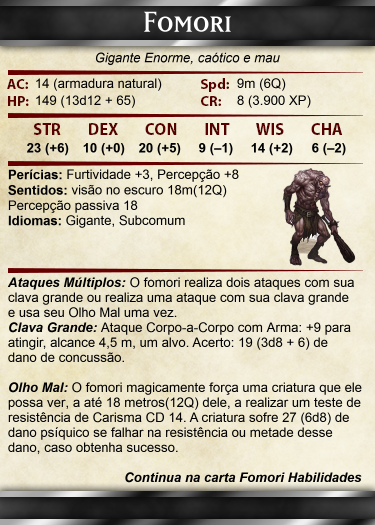 FOMORI
Gigante Enorme, caótico e mau
AC: 14 (armadura natural) Spd: 9m (6Q)
HP: 149 (13d12 + 65) CR: 8 (3.900 XP)
STR DEX CON INT WIS CHA
23 (+6) 10 (+0) 20 (+5) 9 (–1) 14 (+2) 6 (–2)
Perícias: Furtividade +3, Percepção +8
Sentidos: visão no escuro 18m(12Q)
Percepção passiva 18
Idiomas: Gigante, Subcomum
Ataques Múltiplos: O fomori realiza dois ataques com sua
clava grande ou realiza uma ataque com sua clava grande
e usa seu Olho Mal uma vez.
Clava Grande: Ataque Corpo-a-Corpo com Arma: +9 para
atingir, alcance 4,5 m, um alvo. Acerto: 19 (3d8 + 6) de
dano de concussão.
Olho Mal: O fomori magicamente força uma criatura que ele
possa ver, a até 18 metros(12Q) dele, a realizar um teste de
resistência de Carisma CD 14. A criatura sofre 27 (6d8) de
dano psíquico se falhar na resistência ou metade desse
dano, caso obtenha sucesso.
Continua na carta Fomori Habilidades